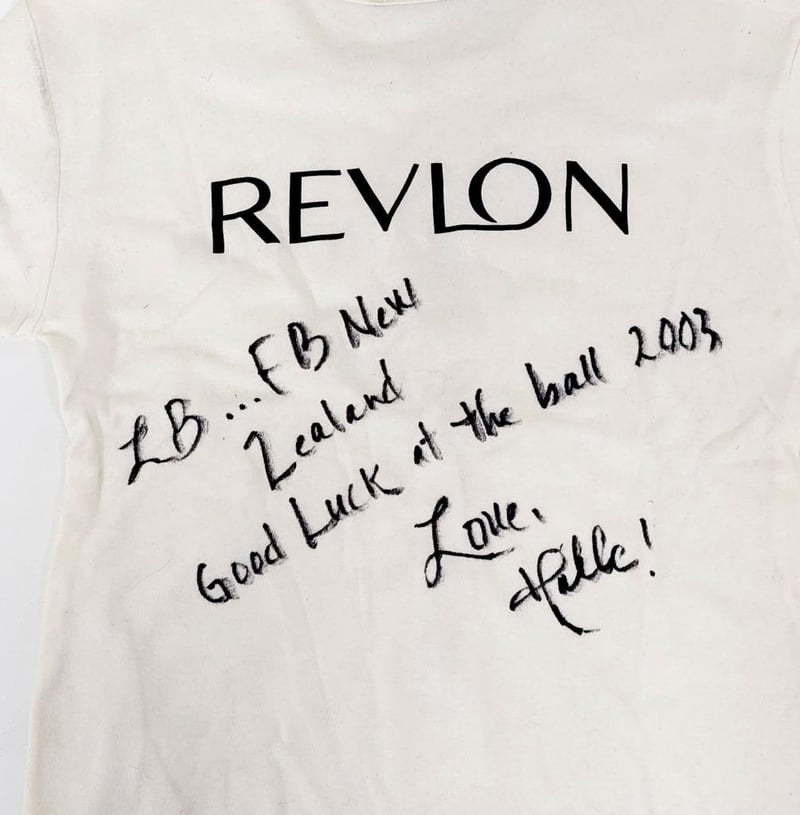 REVLON
LB...FB New
Zealand
Good Luck at the ball 2003
Love,
Halle!